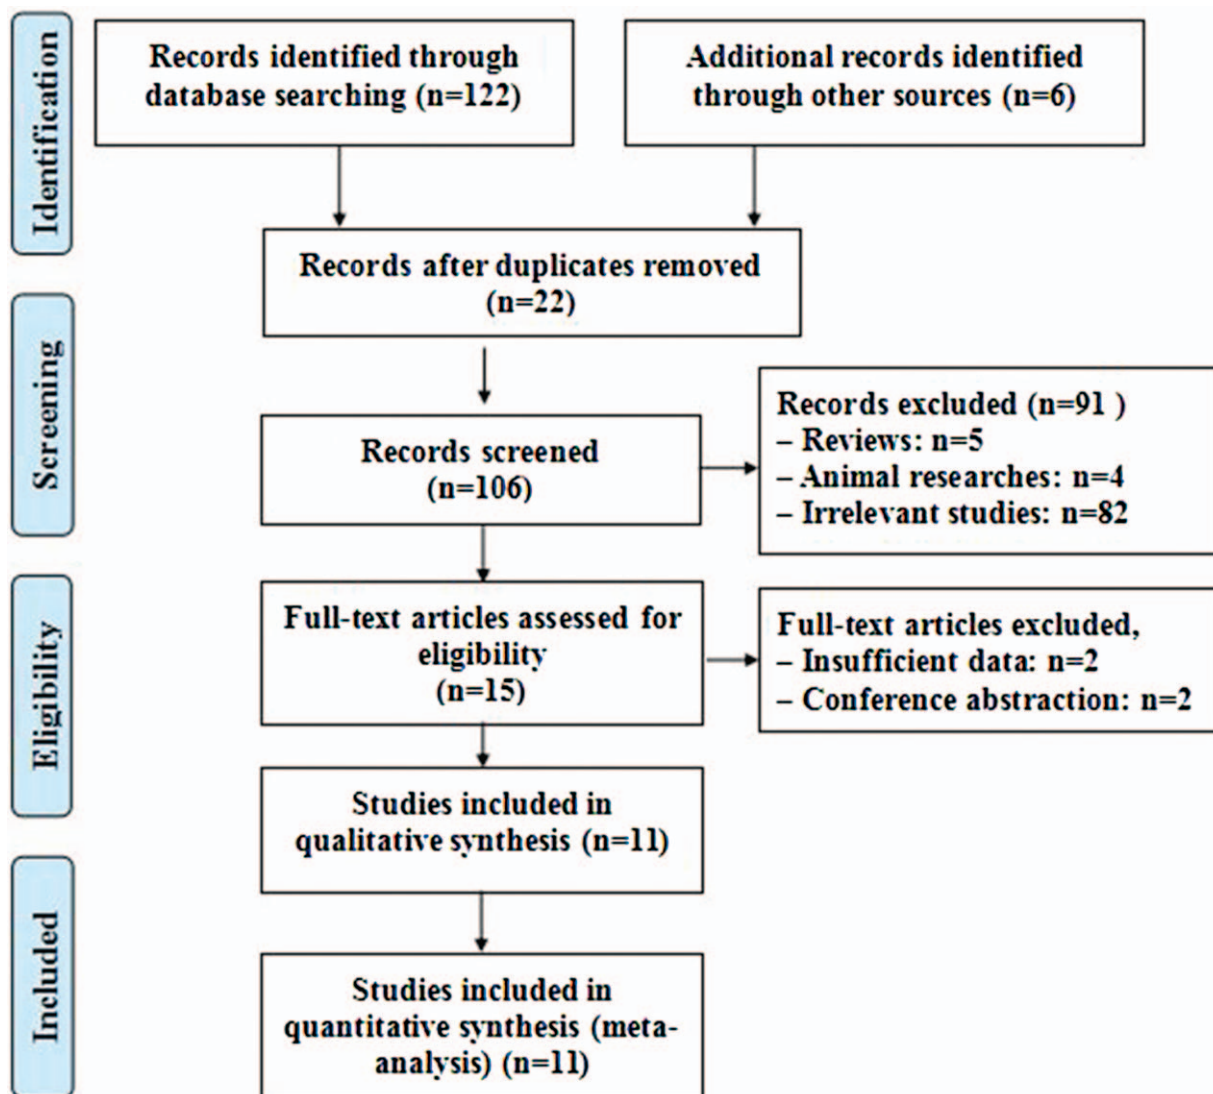 Identification
Records identified through
database searching (n=122)
Additional records identified
through other sources (n=6)
Records after duplicates removed
(n=22)
Screening
Records screened
(n=106)
Records excluded (n=91 )
– Reviews: n=5
– Animal researches: n=4
– Irrelevant studies: n=82
Eligibility
Full-text articles assessed for
eligibility
(n=15)
Full-text articles excluded,
– Insufficient data: n=2
– Conference abstraction: n=2
Studies included in
qualitative synthesis (n=11)
Included
Studies included in
quantitative synthesis (meta-
analysis) (n=11)